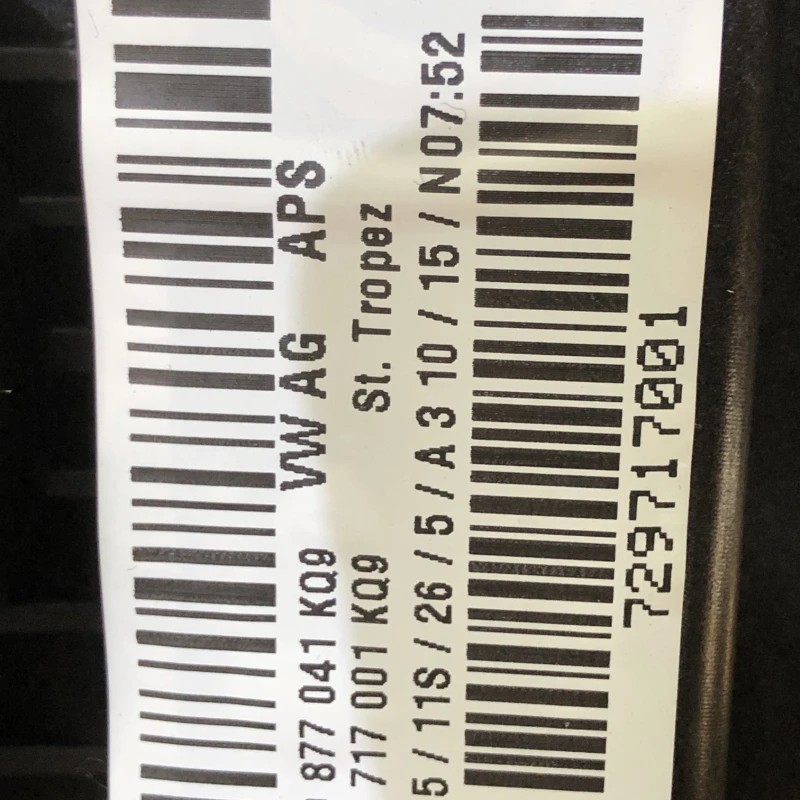 877 041 KQ9 VW AG APS
717 001 KQ9 St. Tropez
5 / 11S / 26 / 5 / A 3 10 / 15 / N07:52
729717001